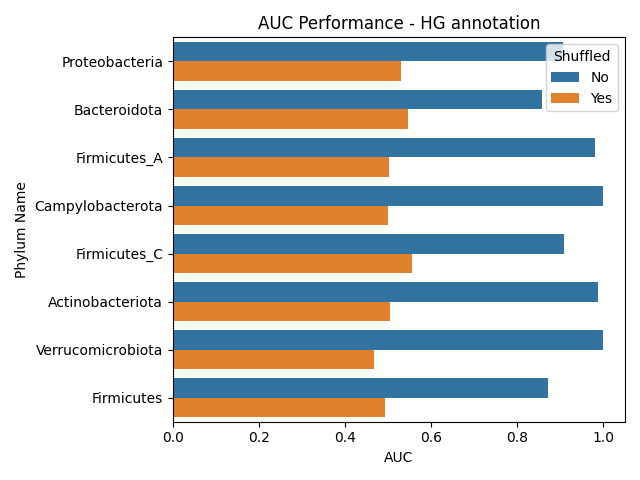 AUC Performance - HG annotation
Shuffled
No
Yes
Phylum Name
Proteobacteria
Bacteroidota
Firmicutes_A
Campylobacterota
Firmicutes_C
Actinobacteriota
Verrucomicrobiota
Firmicutes
0.0 0.2 0.4 0.6 0.8 1.0
AUC